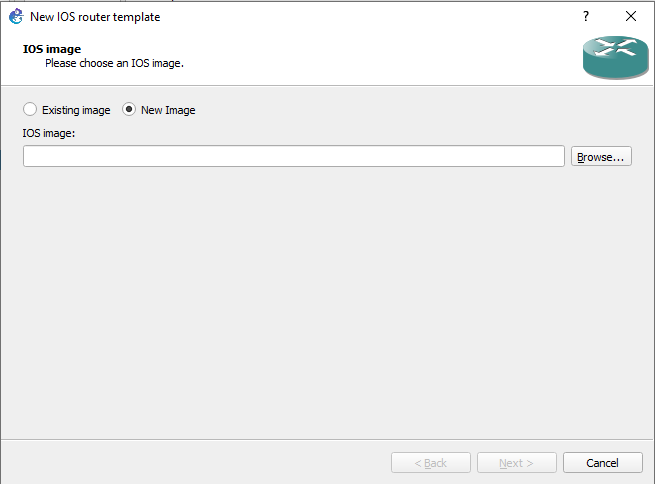 New IOS router template
?
IOS image
Please choose an IOS image.
Existing image New Image
IOS image:
Browse...
< Back Next > Cancel